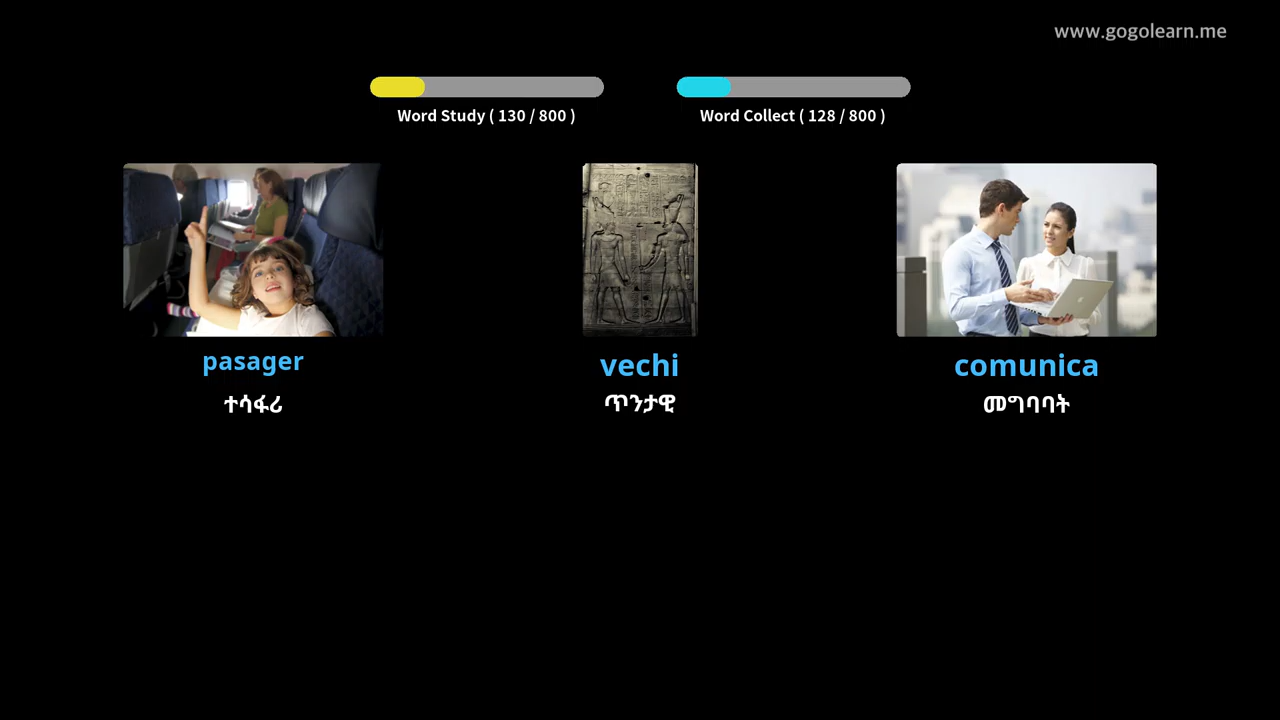 www.gogolearn.me
Word Study ( 130 / 800 )
Word Collect ( 128 / 800 )
pasager
vechi
comunica
ተሳፋሪ
ጥንታዊ
መግባባት